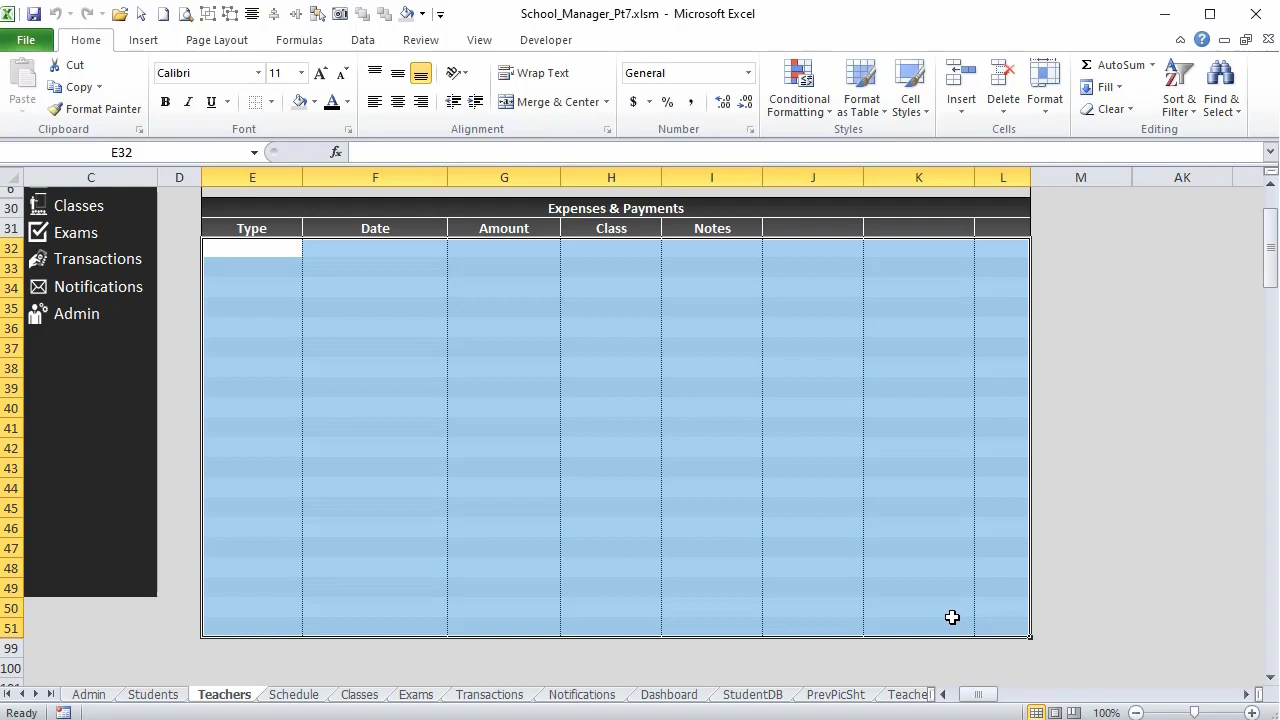 School_Manager_Pt7.xlsm - Microsoft Excel
File Home Insert Page Layout Formulas Data Review View Developer
Paste Cut Copy Format Painter
Calibri 11
B I U A
Wrap Text
Merge & Center
General
$ % ,
Conditional Formatting Format as Table Cell Styles
Insert Delete Format
Σ AutoSum Fill Clear
Sort & Filter Find & Select
Clipboard Font Alignment Number Styles Cells Editing
E32 fx
C D E F G H I J K L M AK
6
Classes
30 Expenses & Payments
31 Type Date Amount Class Notes
Exams
32
Transactions
33
Notifications
34
Admin
35
36
37
38
39
40
41
42
43
44
45
46
47
48
49
50
51
99
100
Admin Students Teachers Schedule Classes Exams Transactions Notifications Dashboard StudentDB PrevPicSht Teache
Ready 100%